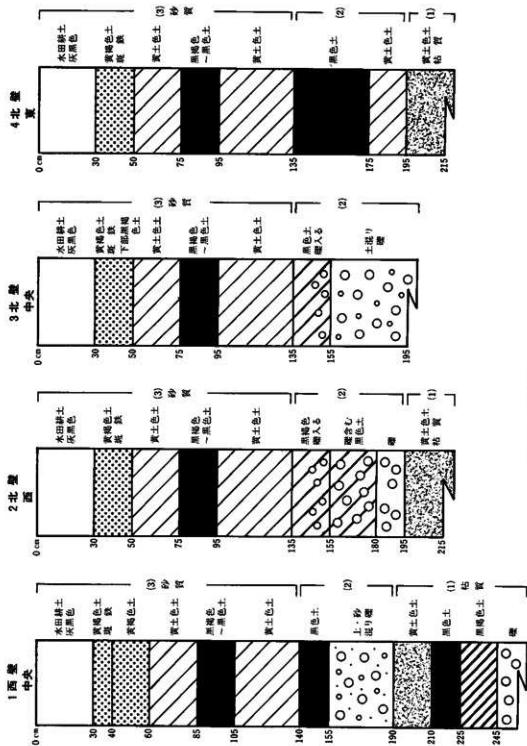 1西壁
中央
0 cm
30
40
60
85
105
140
155
190
210
225
245
水田耕土
灰黒色
黄褐色土
斑鉄
黄褐色土
黄土色土
黒褐色
~黒色土
黄土色土
黒色土
土・砂
混り礫
黄土色土
黒色土
黒褐色土
礫
(3)砂質
(2)
(1)粘質
2北壁
西
0 cm
30
50
75
95
135
155
180
195
215
水田耕土
灰黒色
黄褐色土
斑鉄
黄土色土
黒褐色
~黒色土
黄土色土
黒褐色
礫入る
礫含む
黒色土
礫
黄土色土
粘質
(3)砂質
(2)
(1)
3北壁
中央
0 cm
30
50
75
95
135
155
195
水田耕土
灰黒色
黄褐色土
斑鉄
下部黒褐
色土
黄土色土
黒褐色
~黒色土
黄土色土
黒色土
礫入る
土混り
礫
(3)砂質
(2)
4北壁
東
0 cm
30
50
75
95
135
175
195
215
水田耕土
灰黒色
黄褐色土
斑鉄
黄土色土
黒褐色
~黒色土
黄土色土
黒色土
黄土色土
黄土色土
粘質
(3)砂質
(2)
(1)